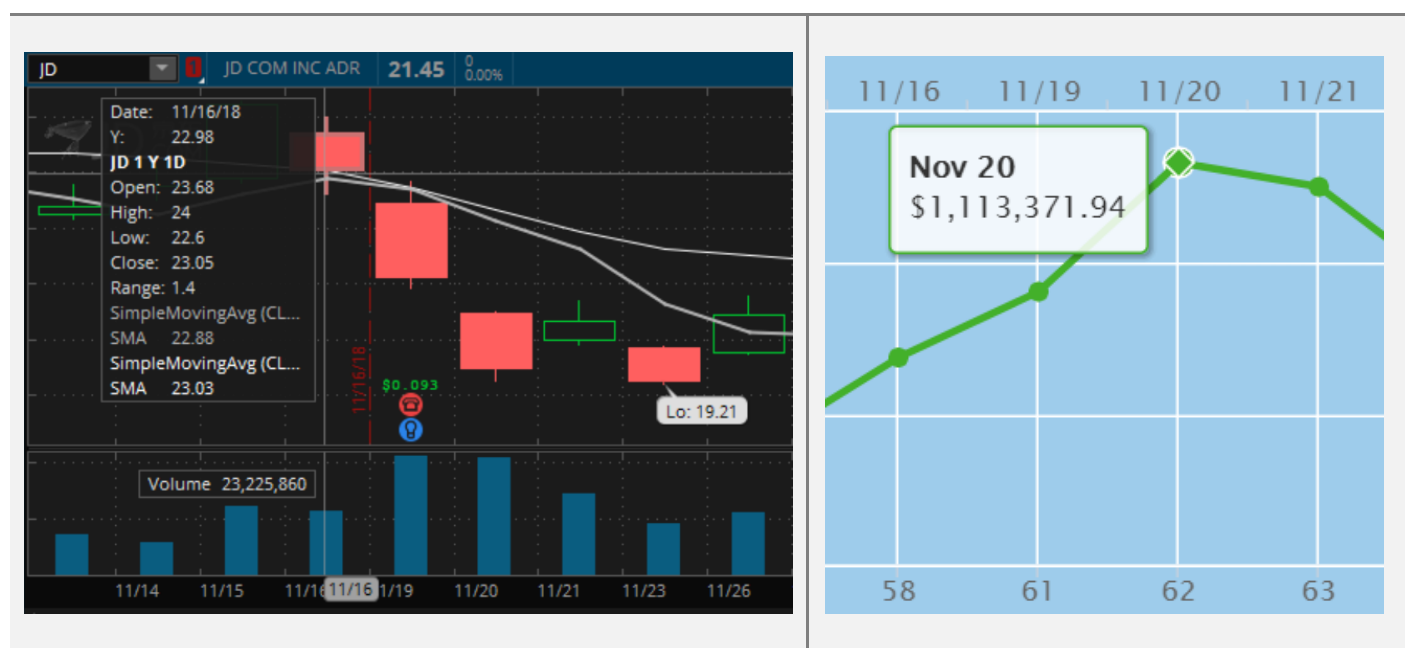 JD
1
JD COM INC ADR
21.45
0
0.00%
Date: 11/16/18
Y: 22.98
JD 1 Y 1D
Open: 23.68
High: 24
Low: 22.6
Close: 23.05
Range: 1.4
SimpleMovingAvg (CL...
SMA 22.88
SimpleMovingAvg (CL...
SMA 23.03
11/16/18
$0.093
Lo: 19.21
Volume 23,225,860
11/14 11/15 11/16 11/16 1/19 11/20 11/21 11/23 11/26
11/16 11/19 11/20 11/21
Nov 20
$1,113,371.94
58 61 62 63